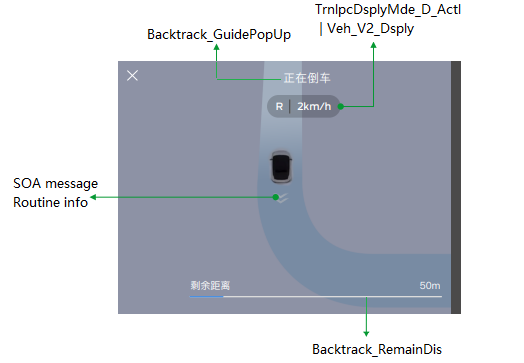 TrnIpcDsplyMde_D_Actl
| Veh_V2_Dsply
Backtrack_GuidePopUp
正在倒车
R | 2km/h
SOA message
Routine info
剩余距离 50m
Backtrack_RemainDis